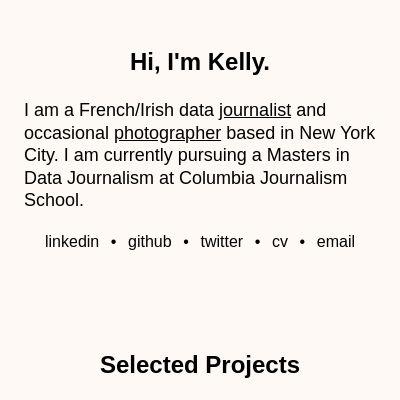 Hi, I'm Kelly.
I am a French/Irish data journalist and
occasional photographer based in New York
City. I am currently pursuing a Masters in
Data Journalism at Columbia Journalism
School.
linkedin • github • twitter • cv • email
Selected Projects